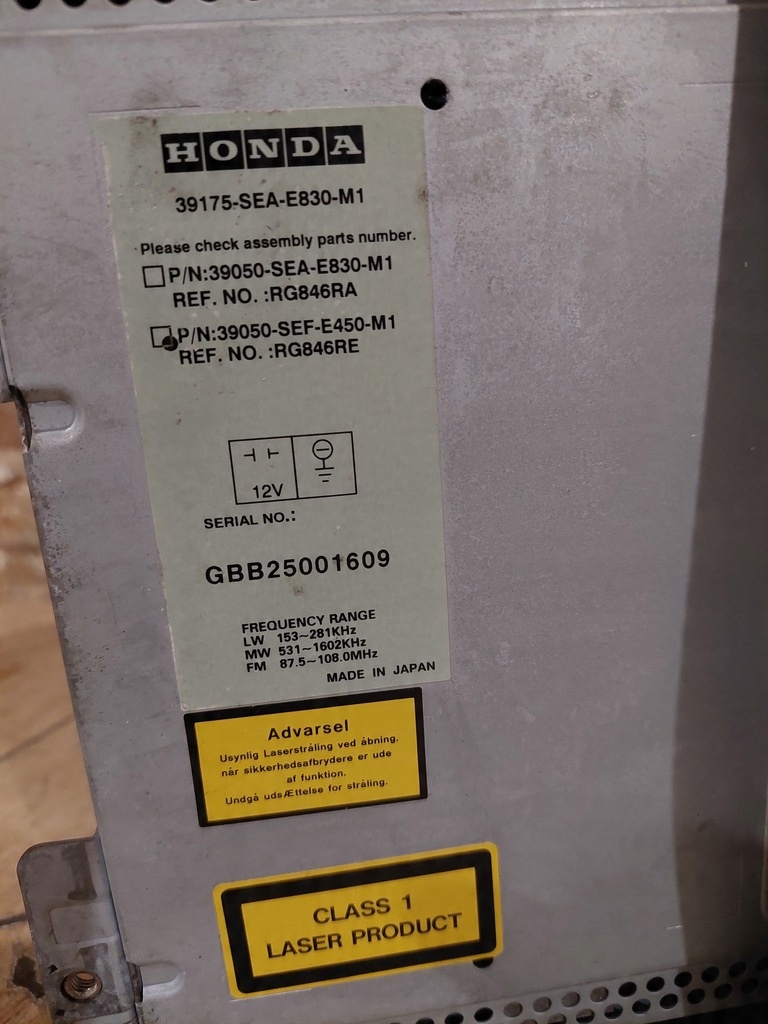 HONDA
39175-SEA-E830-M1
Please check assembly parts number.
P/N:39050-SEA-E830-M1
REF. NO. :RG846RA
P/N:39050-SEF-E450-M1
REF. NO. :RG846RE
12V
SERIAL NO.:
GBB25001609
FREQUENCY RANGE
LW 153~281KHz
MW 531~1602KHz
FM 87.5~108.0MHz
MADE IN JAPAN
Advarsel
Usynlig Laserstråling ved åbning,
når sikkerhedsafbrydere er ude
af funktion.
Undgå udsÆttelse for stråling.
CLASS 1
LASER PRODUCT